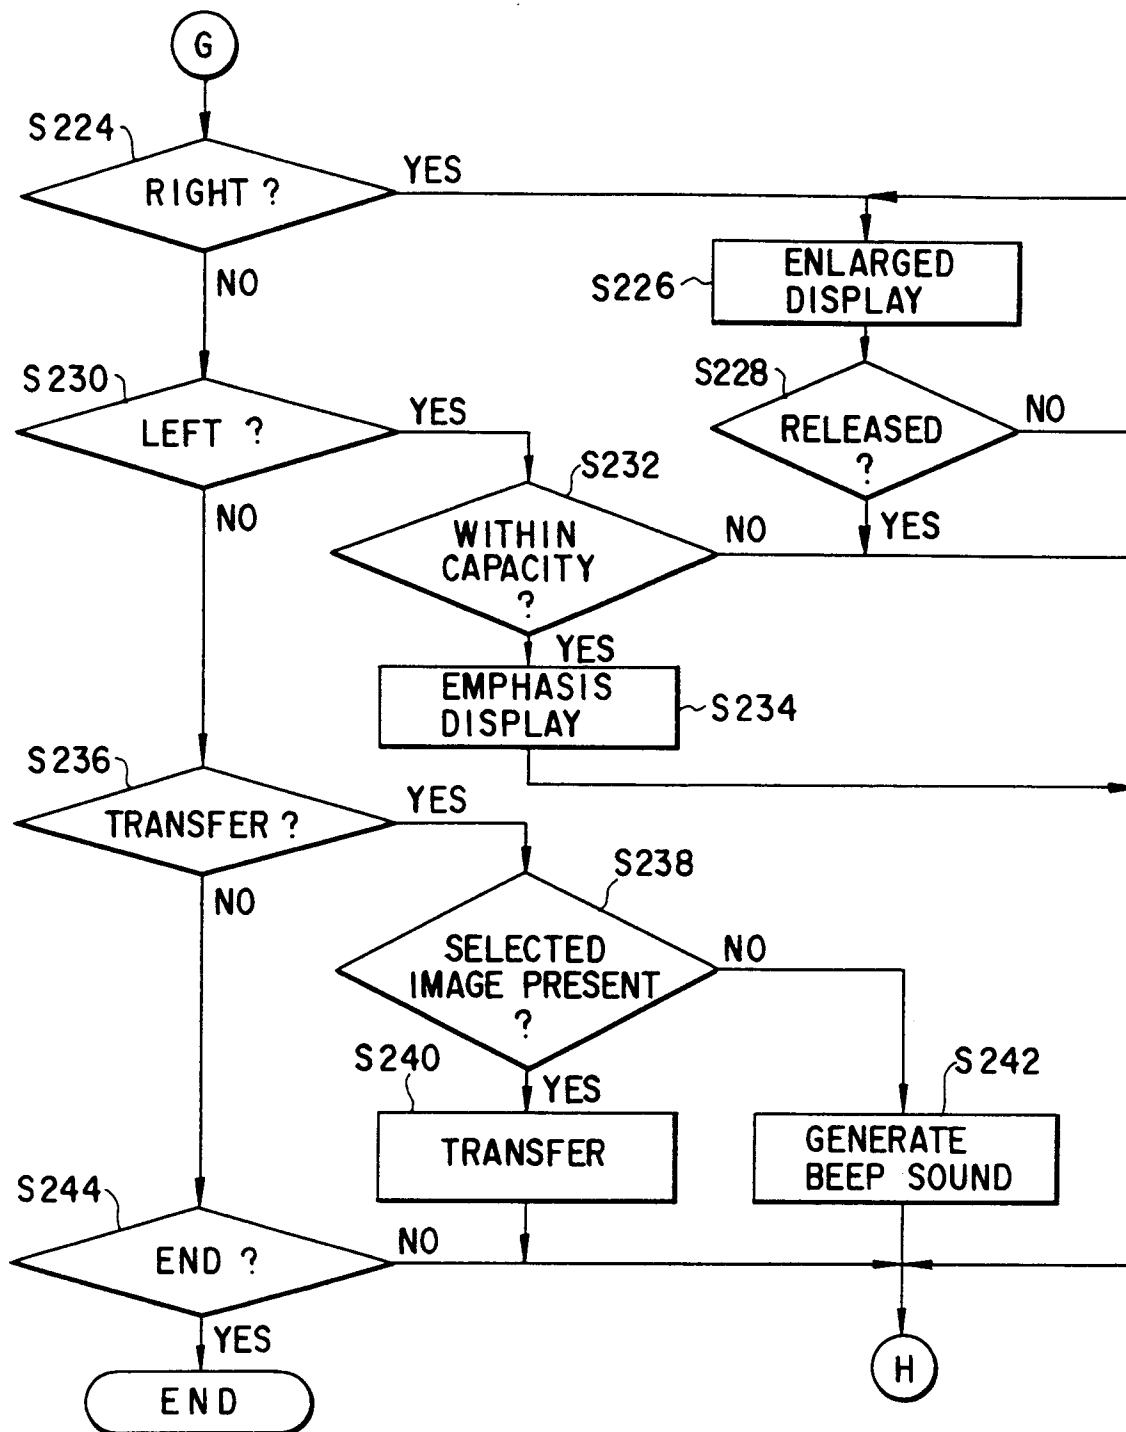 G
S224
RIGHT ?
YES
NO
ENLARGED
DISPLAY
S226
S228
RELEASED
?
NO
YES
S230
LEFT ?
YES
NO
S232
WITHIN
CAPACITY
?
NO
YES
EMPHASIS
DISPLAY
S234
S236
TRANSFER ?
YES
NO
S238
SELECTED
IMAGE PRESENT
?
NO
YES
S240
TRANSFER
S242
GENERATE
BEEP SOUND
S244
END ?
NO
YES
END
H